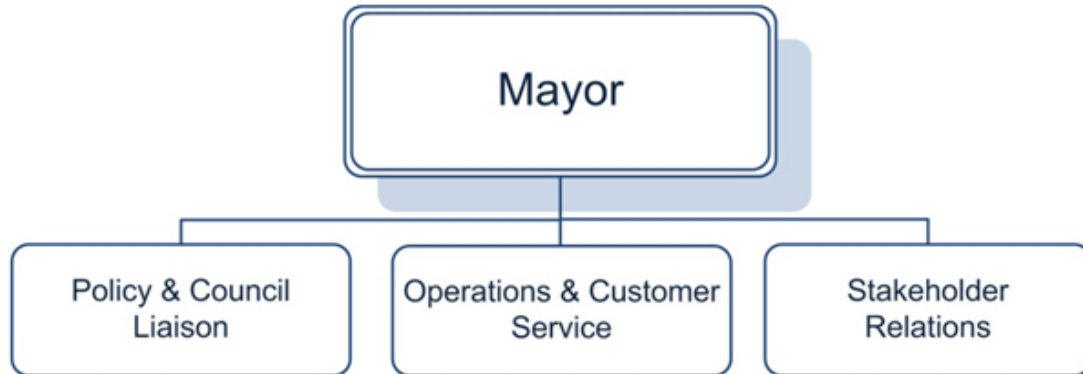 Mayor
Policy & Council
Liaison
Operations & Customer
Service
Stakeholder
Relations